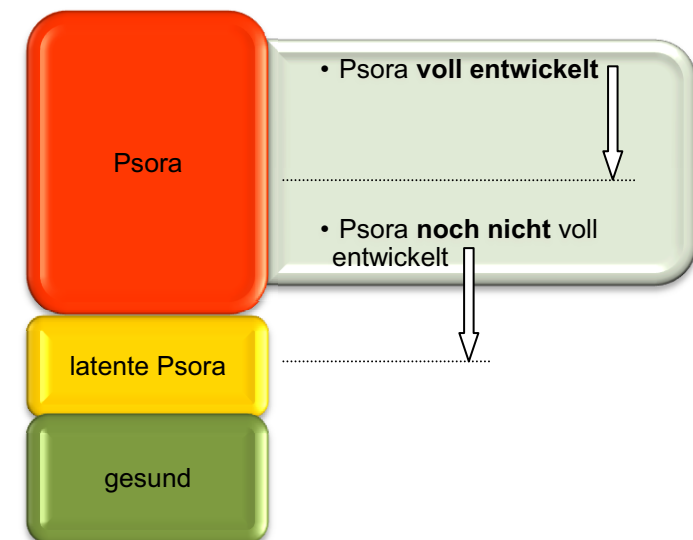 • Psora voll entwickelt
Psora
• Psora noch nicht voll
entwickelt
latente Psora
gesund